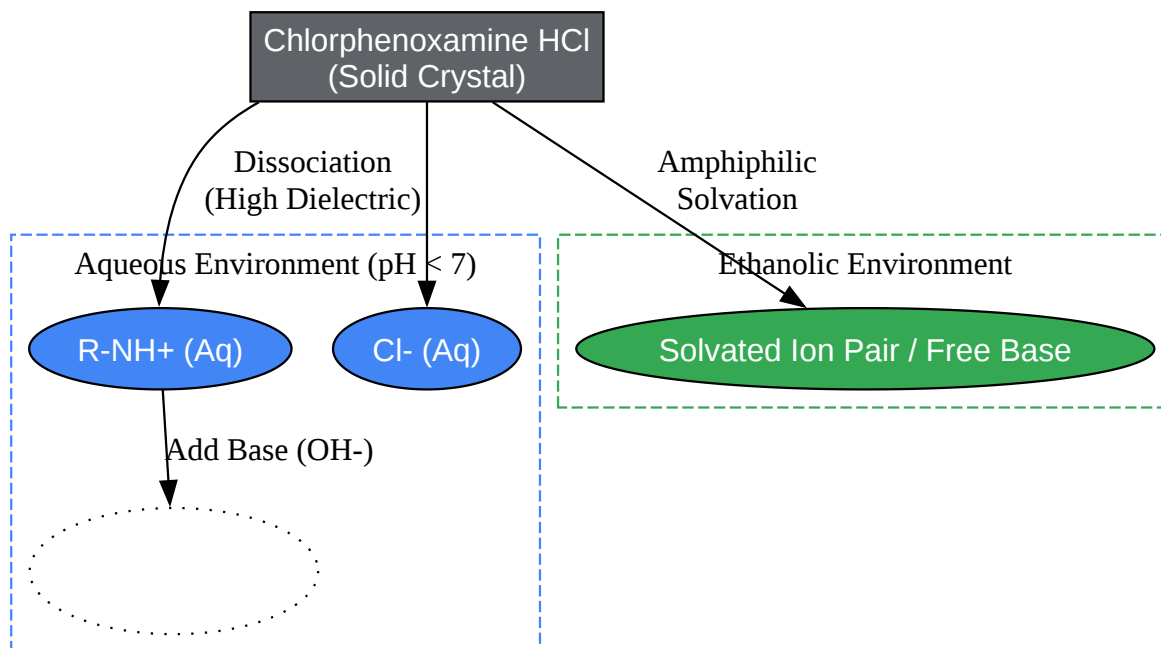 Chlorphenoxamine HCl
(Solid Crystal)
Dissociation
(High Dielectric)
Amphiphilic
Solvation
Aqueous Environment (pH < 7)
Ethanolic Environment
R-NH+ (Aq)
Cl- (Aq)
Solvated Ion Pair / Free Base
Add Base (OH-)